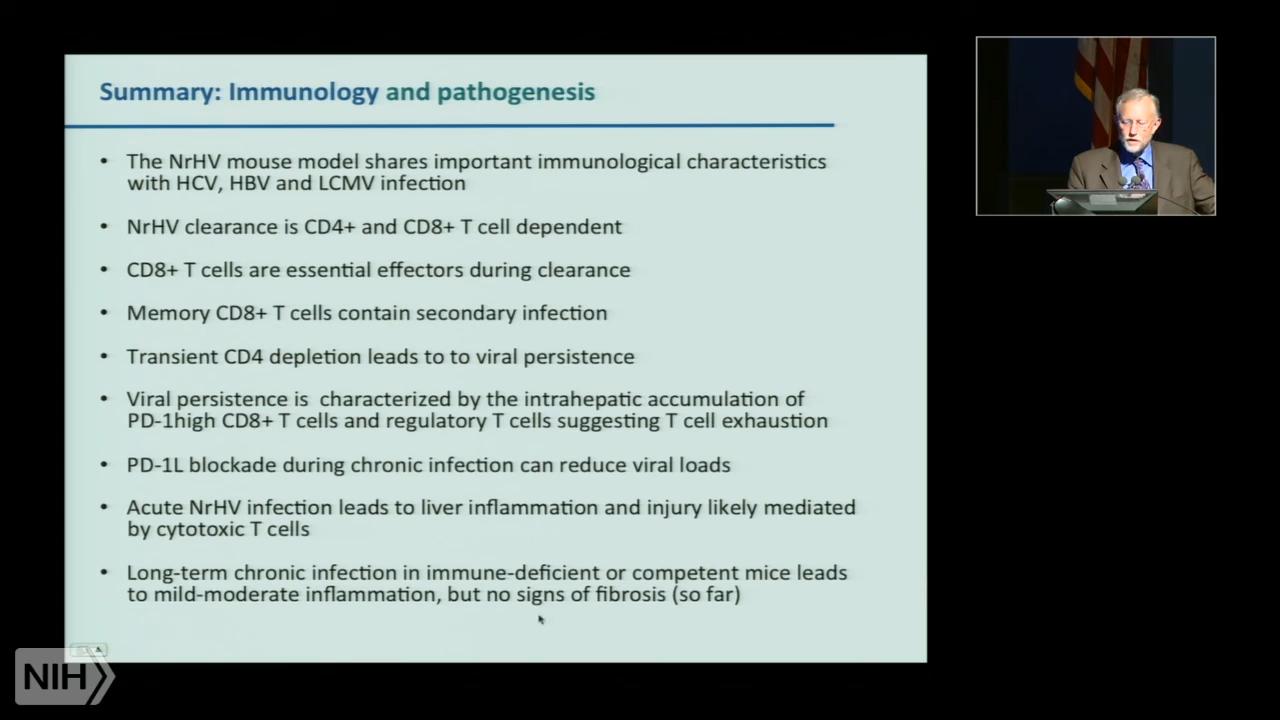 Summary: Immunology and pathogenesis
• The NrHV mouse model shares important immunological characteristics
with HCV, HBV and LCMV infection
• NrHV clearance is CD4+ and CD8+ T cell dependent
• CD8+ T cells are essential effectors during clearance
• Memory CD8+ T cells contain secondary infection
• Transient CD4 depletion leads to to viral persistence
• Viral persistence is characterized by the intrahepatic accumulation of
PD-1high CD8+ T cells and regulatory T cells suggesting T cell exhaustion
• PD-1L blockade during chronic infection can reduce viral loads
• Acute NrHV infection leads to liver inflammation and injury likely mediated
by cytotoxic T cells
• Long-term chronic infection in immune-deficient or competent mice leads
to mild-moderate inflammation, but no signs of fibrosis (so far)
NIH